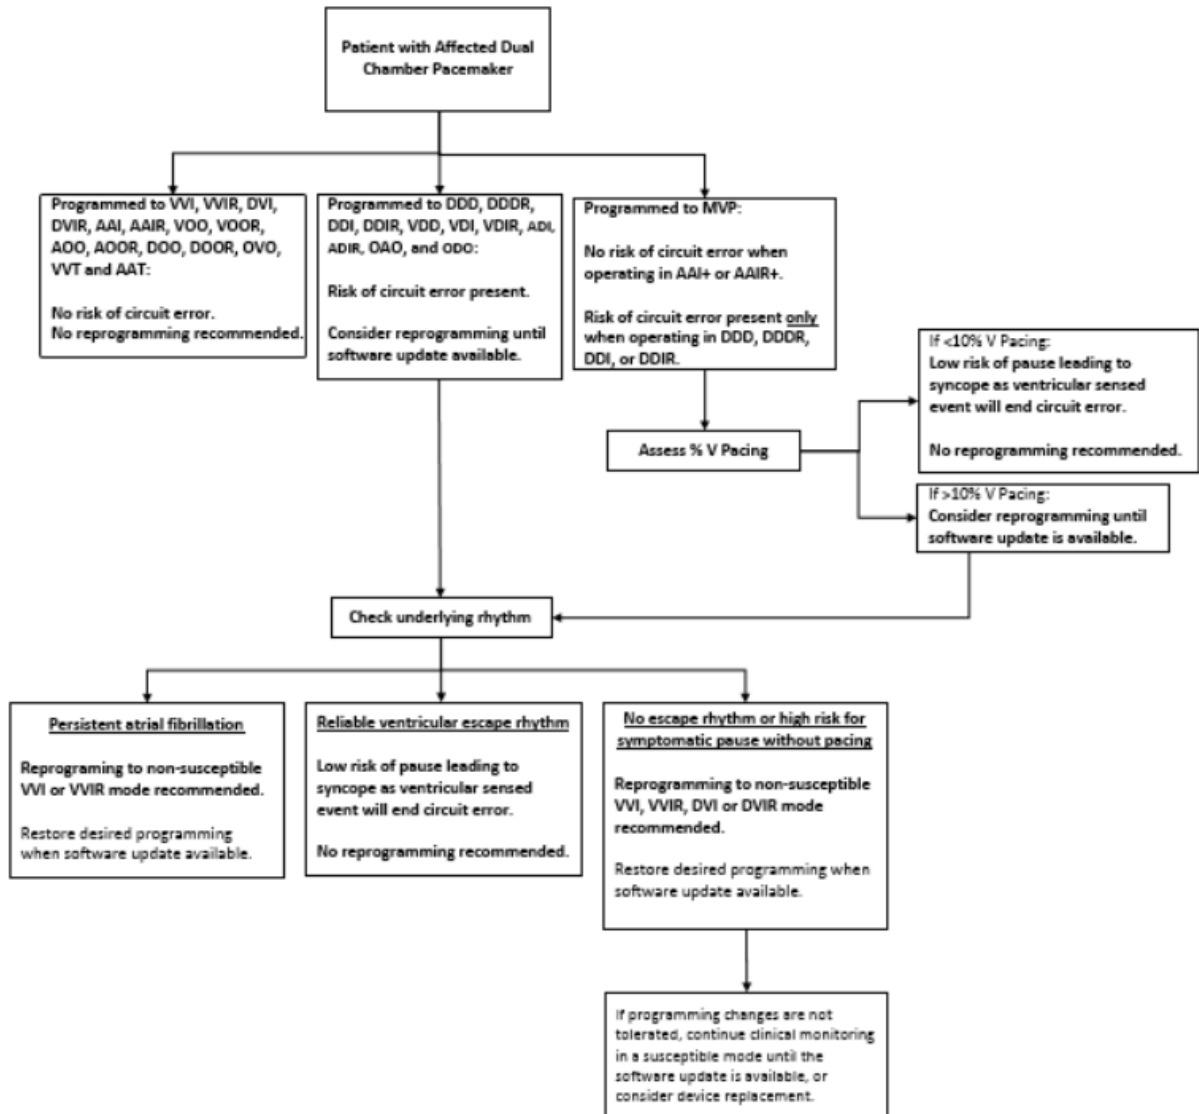 Patient with Affected Dual
Chamber Pacemaker
Programmed to VVI, VVIR, DVI,
DVIR, AAI, AAIR, VOO, VOOR,
AOO, AOOR, DOO, DOOR, OVO,
VVT and AAT:
No risk of circuit error.
No reprogramming recommended.
Programmed to DDD, DDDR,
DDI, DDIR, VDD, VDI, VDIR, ADI,
ADIR, OAO, and ODO:
Risk of circuit error present.
Consider reprogramming until
software update available.
Programmed to MVP:
No risk of circuit error when
operating in AAI+ or AAIR+.
Risk of circuit error present only
when operating in DDD, DDDR,
DDI, or DDIR.
Assess % V Pacing
If <10% V Pacing:
Low risk of pause leading to
syncope as ventricular sensed
event will end circuit error.
No reprogramming recommended.
If >10% V Pacing:
Consider reprogramming until
software update is available.
Check underlying rhythm
Persistent atrial fibrillation
Reprograming to non-susceptible
VVI or VVIR mode recommended.
Restore desired programming
when software update available.
Reliable ventricular escape rhythm
Low risk of pause leading to
syncope as ventricular sensed
event will end circuit error.
No reprogramming recommended.
No escape rhythm or high risk for
symptomatic pause without pacing
Reprogramming to non-susceptible
VVI, VVIR, DVI or DVIR mode
recommended.
Restore desired programming when
software update available.
If programming changes are not
tolerated, continue clinical monitoring
in a susceptible mode until the
software update is available, or
consider device replacement.